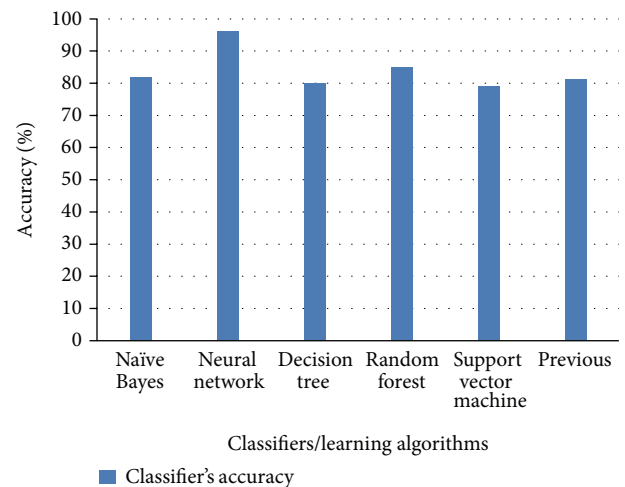 100
90
80
70
60
50
40
30
20
10
0
Accuracy (%)
Naïve Bayes
Neural network
Decision tree
Random forest
Support vector machine
Previous
Classifiers/learning algorithms
Classifier's accuracy